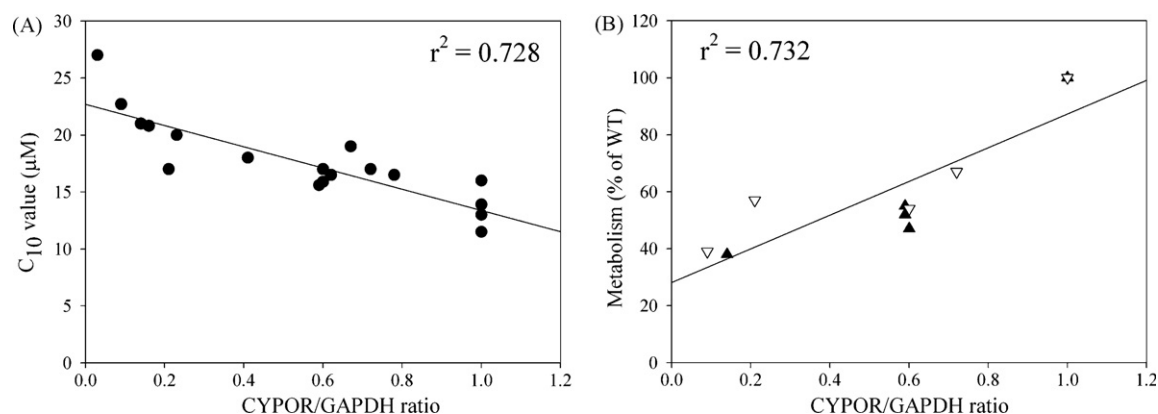 (A)
r² = 0.728
C₁₀ value (μM)
30
25
20
15
10
5
0
0.0 0.2 0.4 0.6 0.8 1.0 1.2
CYPOR/GAPDH ratio
(B)
r² = 0.732
Metabolism (% of WT)
120
100
80
60
40
20
0
0.0 0.2 0.4 0.6 0.8 1.0 1.2
CYPOR/GAPDH ratio